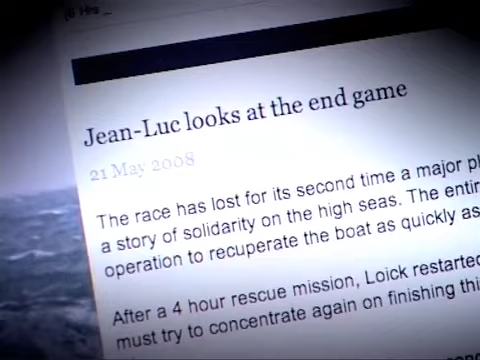 Jean-Luc looks at the end game
21 May 2008
The race has lost for its second time a major
a story of solidarity on the high seas. The
operation to recuperate the boat as quickly as
After a 4 hour rescue mission, Loick restarted
must try to concentrate again on finishing